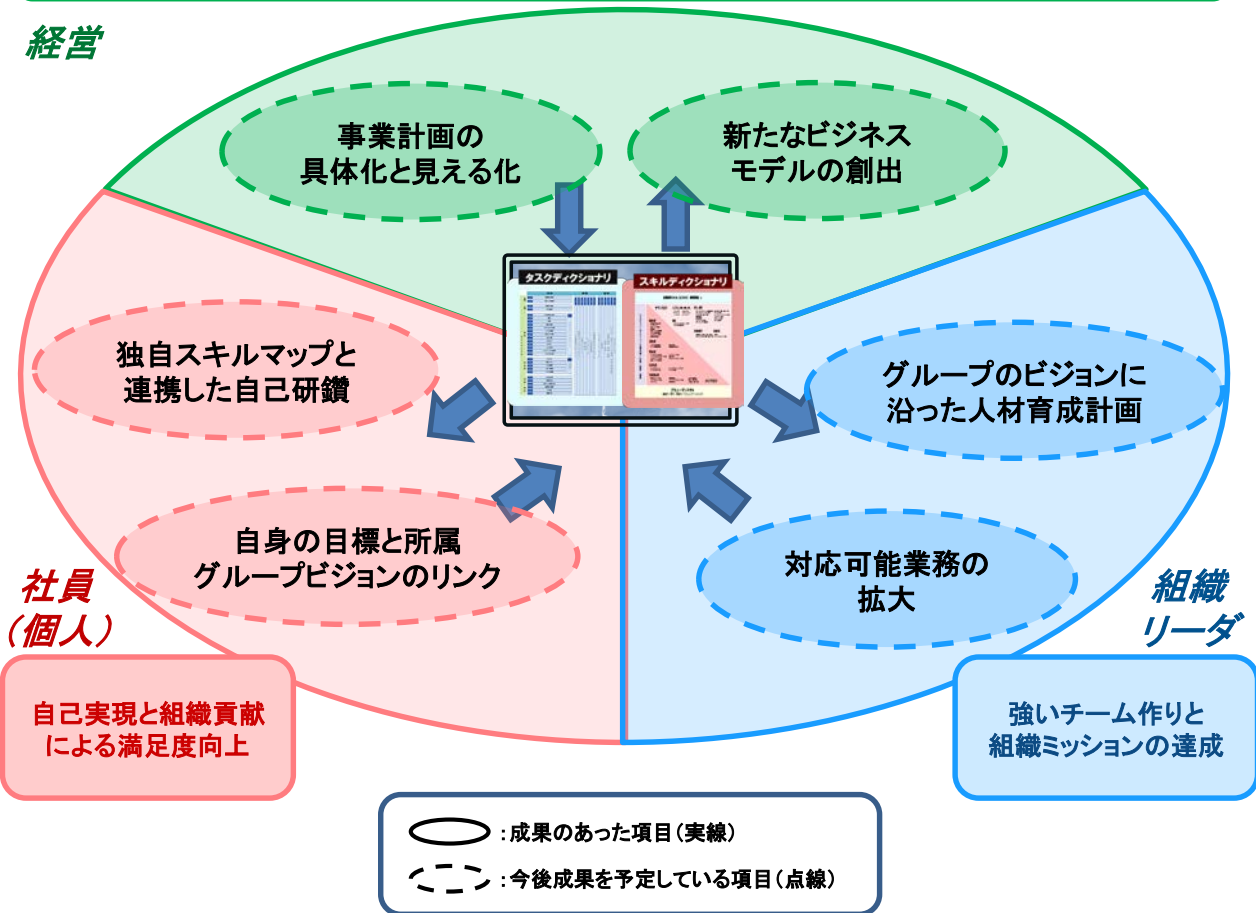 経営
事業計画の
具体化と見える化
新たなビジネス
モデルの創出
タスクディクショナリ
スキルディクショナリ
独自スキルマップと
連携した自己研鑽
グループのビジョンに
沿った人材育成計画
自身の目標と所属
グループビジョンのリンク
対応可能業務の
拡大
社員
（個人）
組織
リーダ
自己実現と組織貢献
による満足度向上
強いチーム作りと
組織ミッションの達成
：成果のあった項目（実線）
：今後成果を予定している項目（点線）